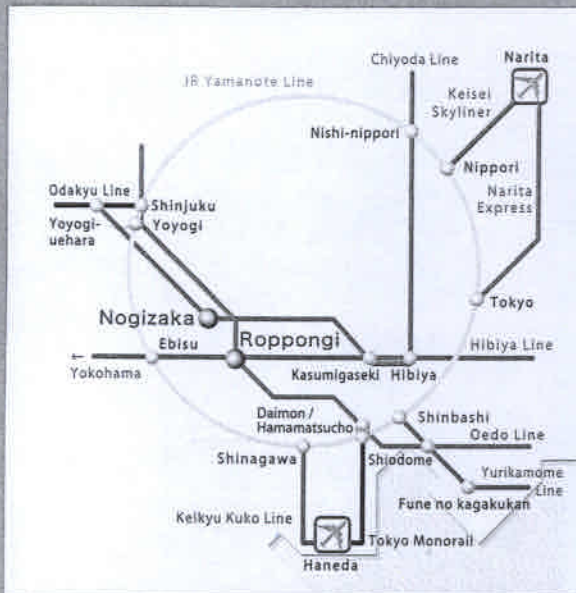 Chiyoda Line
Narita
JR Yamanote Line
Keisei
Skyliner
Nishi-nippori
Nippori
Odakyu Line
Shinjuku
Narita
Express
Yoyogi-
uehara
Yoyogi
Tokyo
Nogizaka
Roppongi
Ebisu
Hibiya Line
←
Yokohama
Kasumigaseki
Hibiya
Daimon /
Hamamatsucho
Shinbashi
Oedo Line
Shinagawa
Shiodome
Yurikamome
Line
Fune no kagakukan
Keikyu Kuko Line
Tokyo Monorail
Haneda